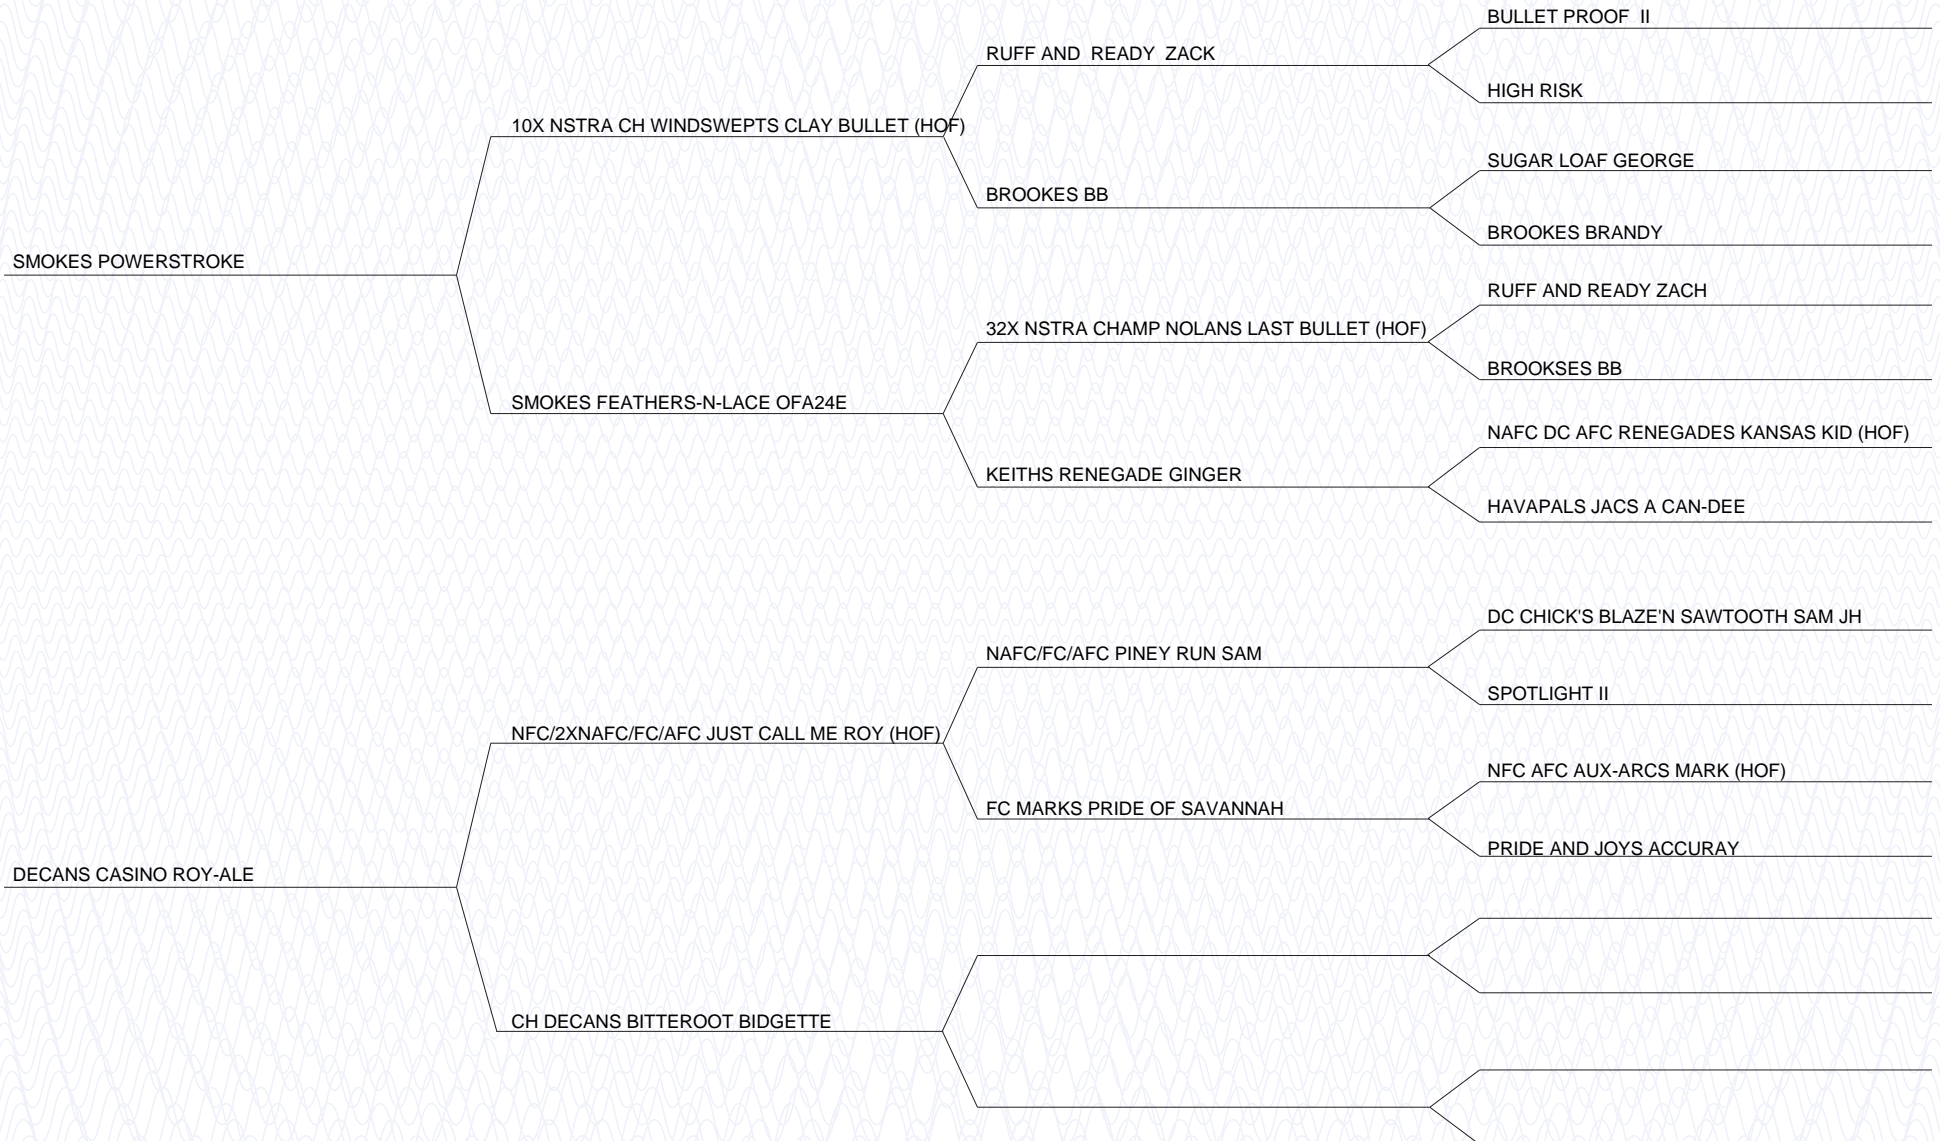 BULLET PROOF  II
RUFF AND  READY  ZACK
HIGH RISK
10X NSTRA CH WINDSWEPTS CLAY BULLET (HOF)
SUGAR LOAF GEORGE
BROOKES BB
BROOKES BRANDY
SMOKES POWERSTROKE
RUFF AND READY ZACH
32X NSTRA CHAMP NOLANS LAST BULLET (HOF)
BROOKSES BB
SMOKES FEATHERS-N-LACE OFA24E
NAFC DC AFC RENEGADES KANSAS KID (HOF)
KEITHS RENEGADE GINGER
HAVAPALS JACS A CAN-DEE
DC CHICK'S BLAZE'N SAWTOOTH SAM JH
NAFC/FC/AFC PINEY RUN SAM
SPOTLIGHT II
NFC/2XNAFC/FC/AFC JUST CALL ME ROY (HOF)
NFC AFC AUX-ARCS MARK (HOF)
FC MARKS PRIDE OF SAVANNAH
PRIDE AND JOYS ACCURAY
DECANS CASINO ROY-ALE
CH DECANS BITTEROOT BIDGETTE